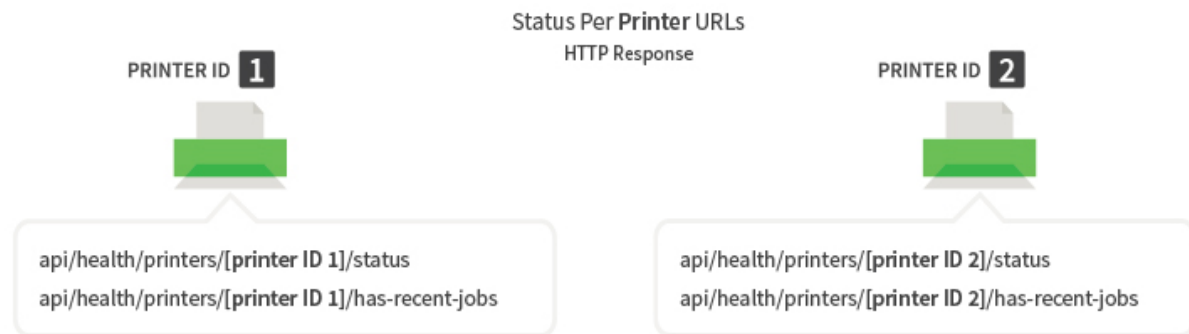 Status Per Printer URLs
HTTP Response
PRINTER ID 1
api/health/printers/[printer ID 1]/status
api/health/printers/[printer ID 1]/has-recent-jobs
PRINTER ID 2
api/health/printers/[printer ID 2]/status
api/health/printers/[printer ID 2]/has-recent-jobs